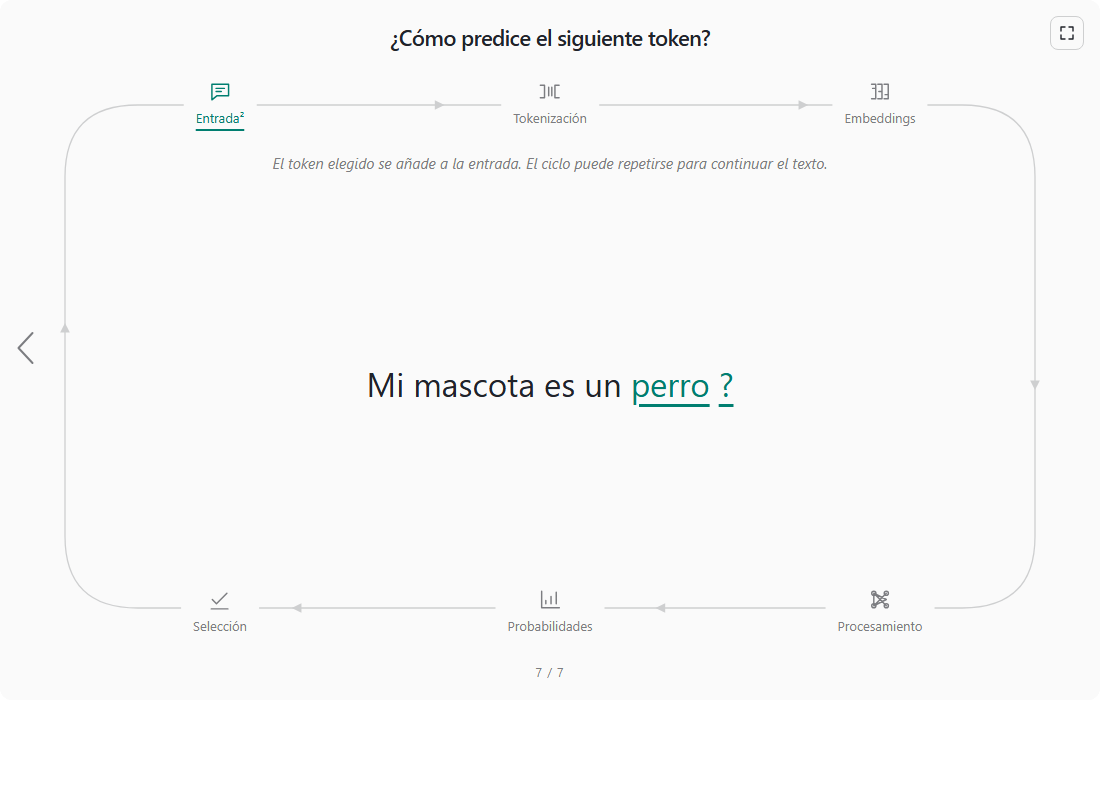 ¿Cómo predice el siguiente token?
Entrada²
Tokenización
Embeddings
El token elegido se añade a la entrada. El ciclo puede repetirse para continuar el texto.
Mi mascota es un perro ?
Selección
Probabilidades
Procesamiento
7 / 7